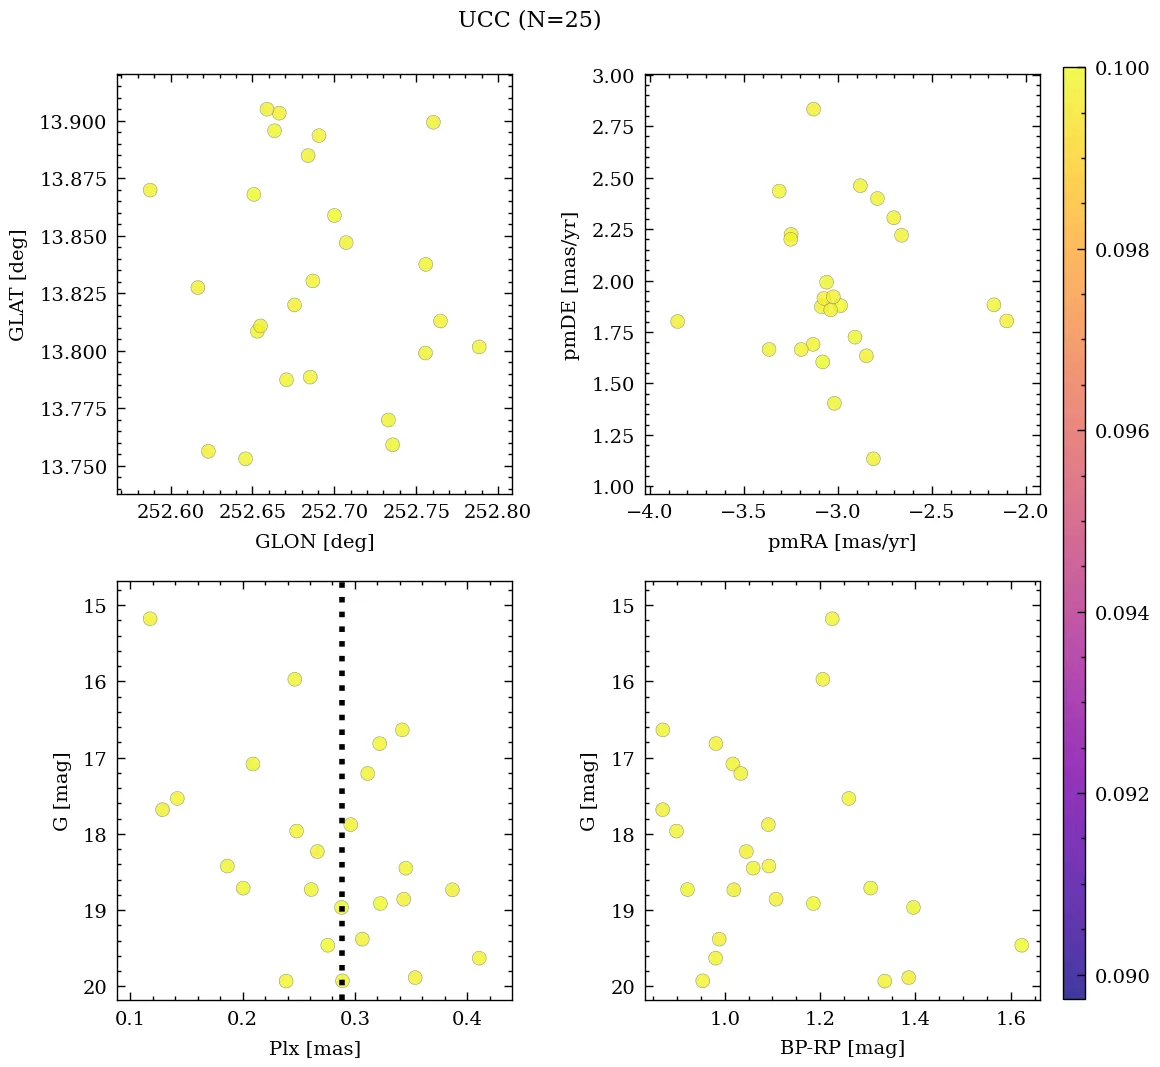 UCC (N=25)
13.900
13.875
13.850
13.825
13.800
13.775
13.750
GLAT [deg]
252.60 252.65 252.70 252.75 252.80
GLON [deg]
3.00
2.75
2.50
2.25
2.00
1.75
1.50
1.25
1.00
pmDE [mas/yr]
−4.0 −3.5 −3.0 −2.5 −2.0
pmRA [mas/yr]
15
16
17
18
19
20
G [mag]
0.1 0.2 0.3 0.4
Plx [mas]
15
16
17
18
19
20
G [mag]
1.0 1.2 1.4 1.6
BP-RP [mag]
0.100
0.098
0.096
0.094
0.092
0.090